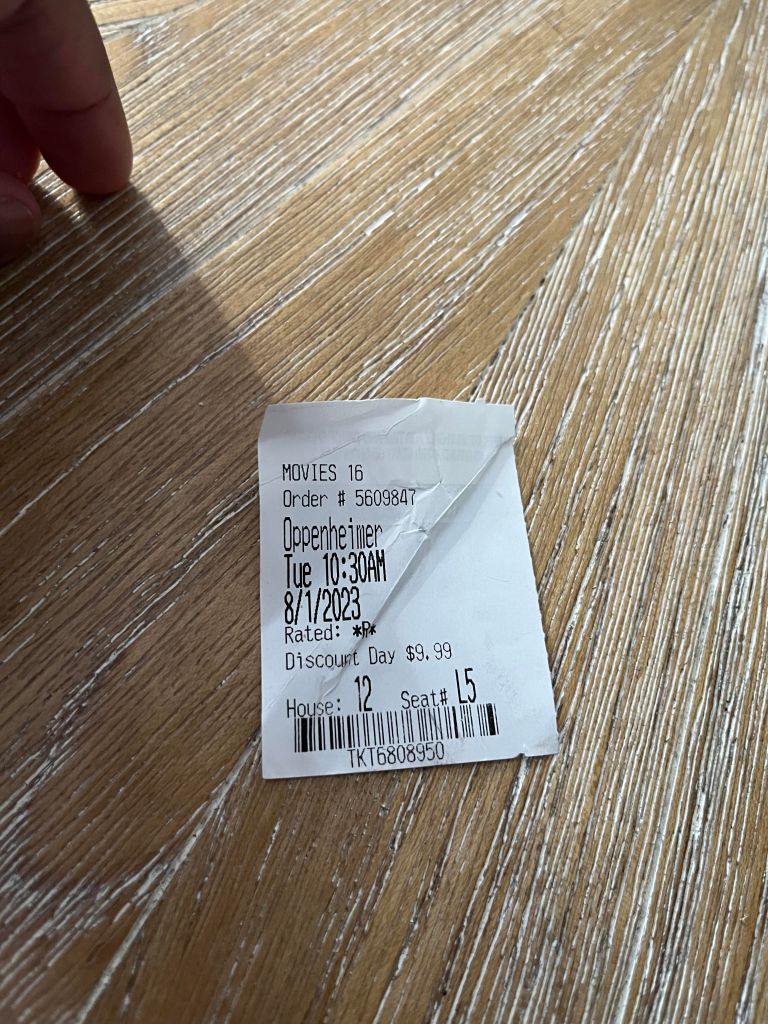 MOVIES 16
Order # 5609847
Oppenheimer
Tue 10:30AM
8/1/2023
Rated: *R*
Discount Day $9.99
House: 12 Seat# L5
TKT6808950